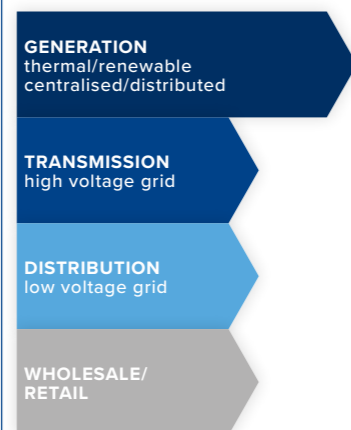 GENERATION
thermal/renewable
centralised/distributed
TRANSMISSION
high voltage grid
DISTRIBUTION
low voltage grid
WHOLESALE/
RETAIL